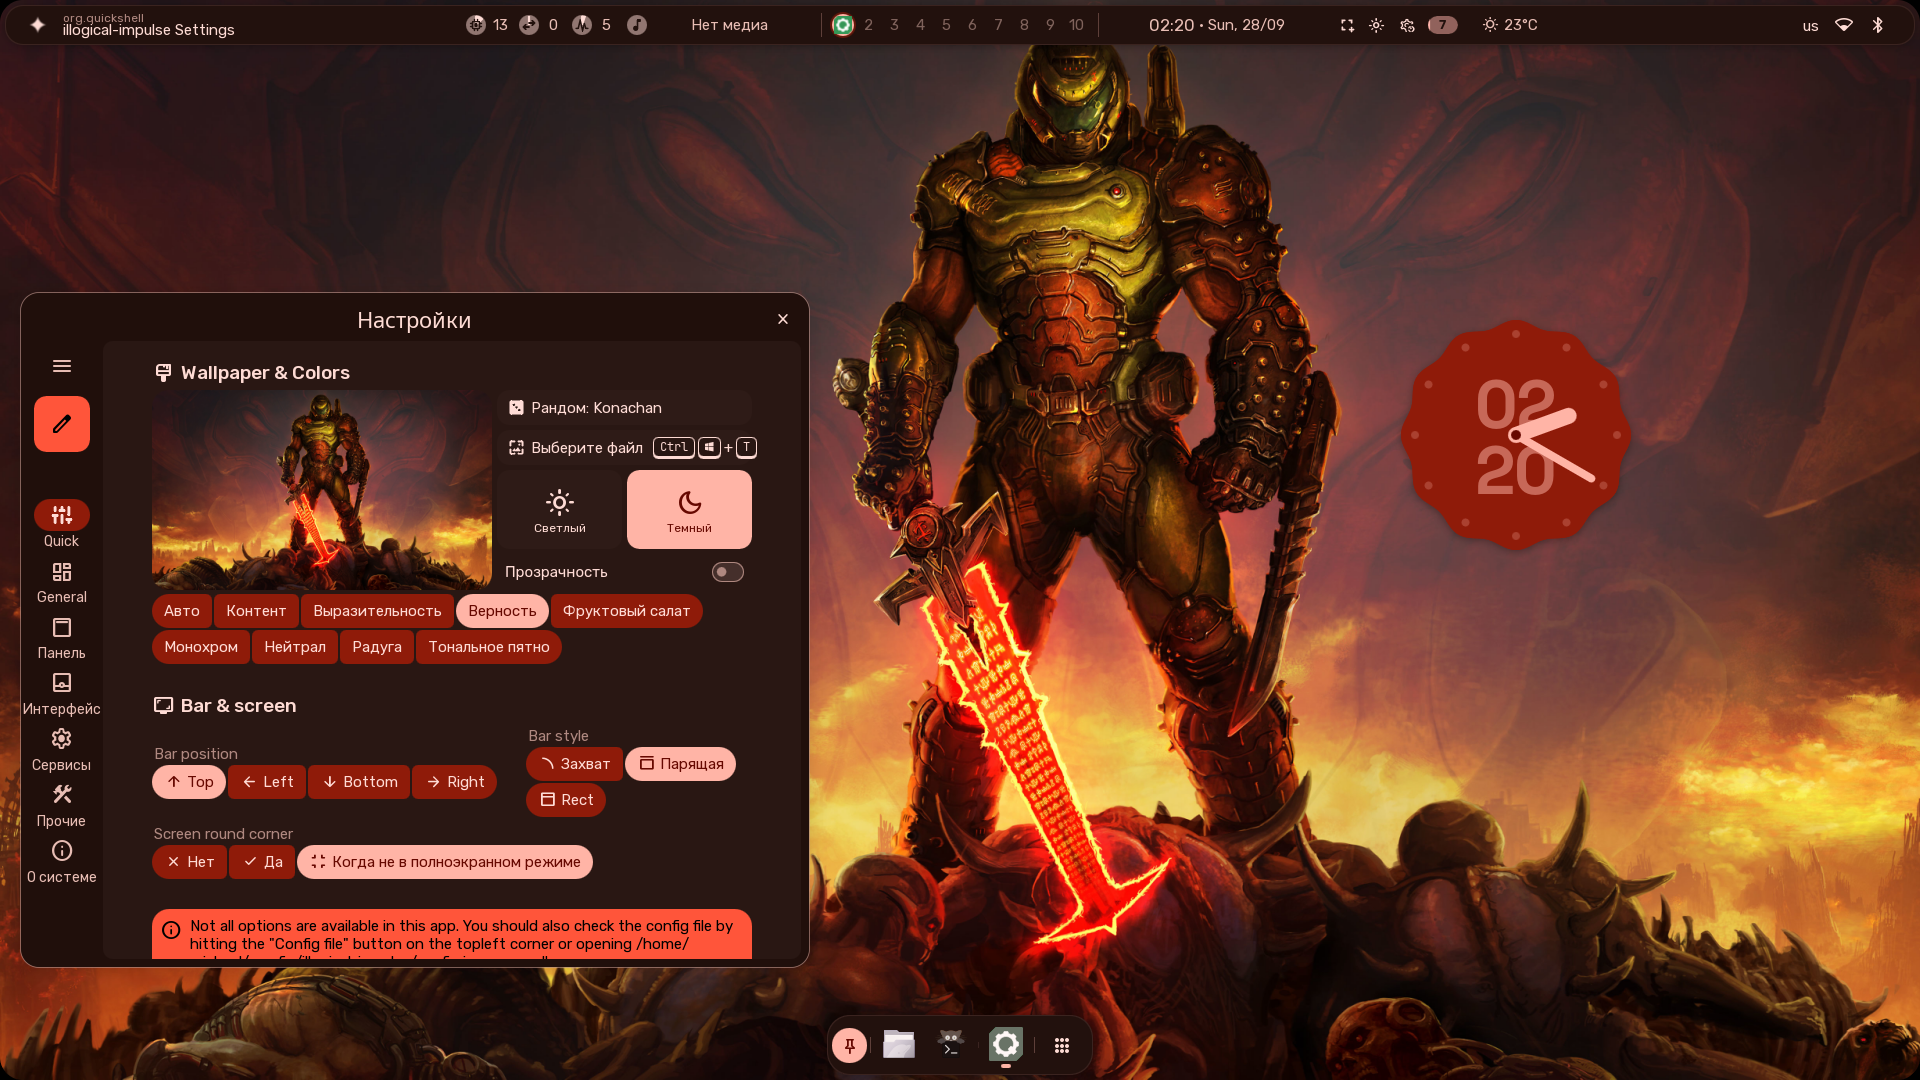 org.quickshell
illogical-impulse Settings
13
0
5
Нет медиа
2 3 4 5 6 7 8 9 10
02:20 • Sun, 28/09
7
23°C
us
Настройки
Wallpaper & Colors
Рандом: Konachan
Выберите файл Ctrl + T
Светлый
Темный
Прозрачность
Авто Контент Выразительность Верность Фруктовый салат
Монохром Нейтрал Радуга Тональное пятно
Quick
General
Панель
Интерфейс
Сервисы
Прочие
О системе
Bar & screen
Bar position
Top Left Bottom Right
Bar style
Захват Парящая
Rect
Screen round corner
Нет Да Когда не в полноэкранном режиме
Not all options are available in this app. You should also check the config file by
hitting the "Config file" button on the topleft corner or opening /home/
02
20